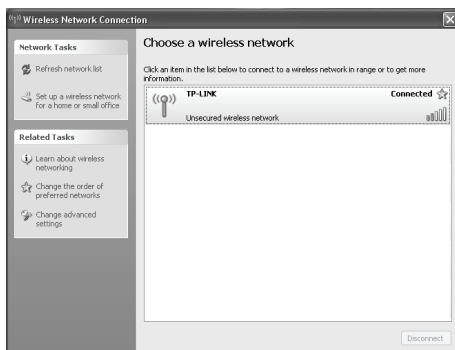 Wireless Network Connection
Network Tasks
Refresh network list
Set up a wireless network
for a home or small office
Related Tasks
Learn about wireless
networking
Change the order of
preferred networks
Change advanced
settings
Choose a wireless network
Click an item in the list below to connect to a wireless network in range or to get more
information.
TP-LINK
Connected
Unsecured wireless network
Disconnect